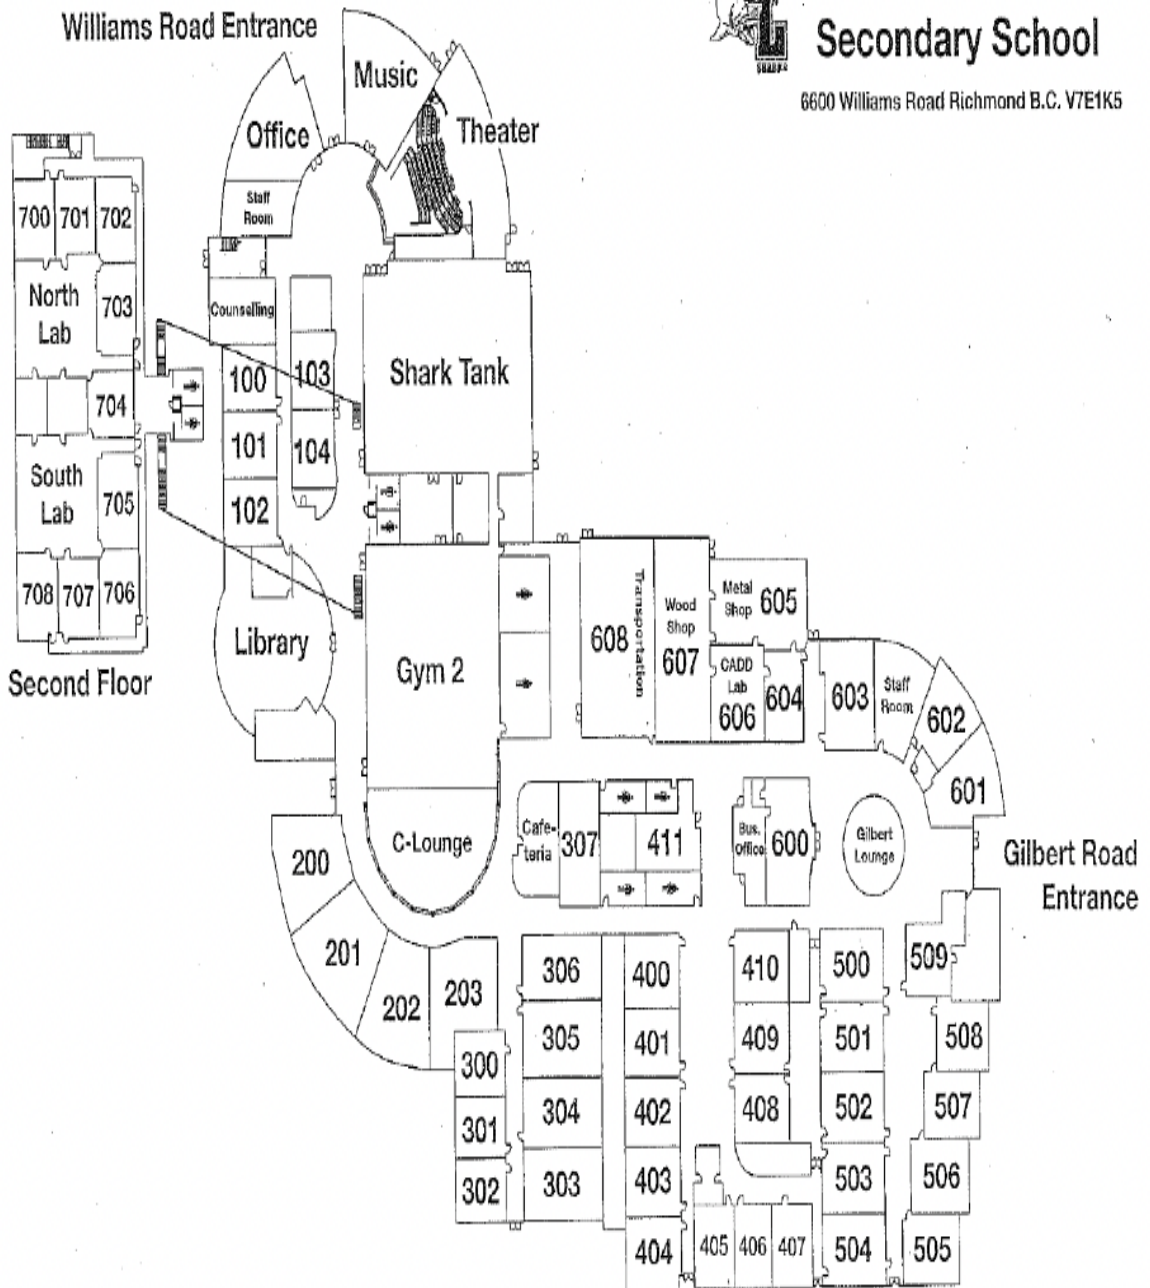 Williams Road Entrance
Secondary School
6600 Williams Road Richmond B.C. V7E1K5
Music
Office
Theater
Staff
Room
700
701
702
North
Lab
703
704
South
Lab
705
708
707
706
Second Floor
Counselling
100
103
101
104
102
Shark Tank
Library
Gym 2
608
Transportation
Wood
Shop
607
Metal
Shop
605
CADD
Lab
606
604
603
Staff
Room
602
601
C-Lounge
Cafe-
teria
307
411
Bus.
Office
600
Gilbert
Lounge
Gilbert Road
Entrance
200
201
202
203
300
301
302
306
305
304
303
400
401
402
403
404
410
409
408
405
406
407
500
501
502
503
504
509
508
507
506
505